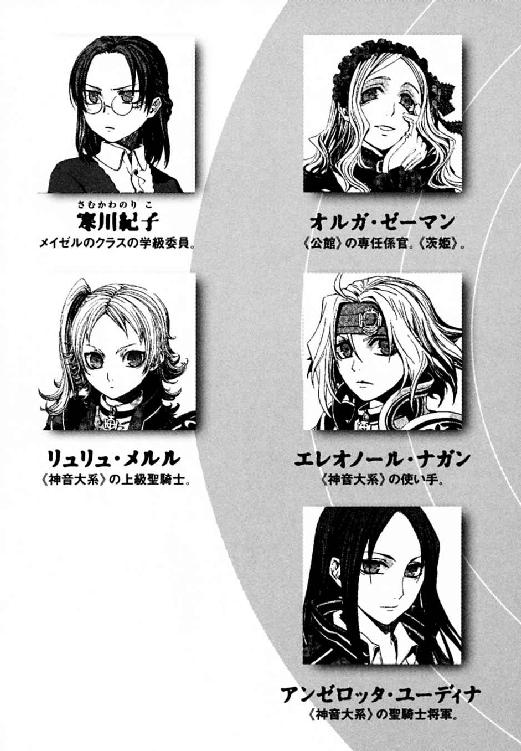 さむかわのりこ
寒川紀子
メイゼルのクラスの学級委員。
オルガ・ゼーマン
《公館》の専任係官。《茨姫》。
リュリュ・メルル
《神音大系》の上級聖騎士。
エレオノール・ナガン
《神音大系》の使い手。
アンゼロッタ・ユーディナ
《神音大系》の聖騎士将軍。